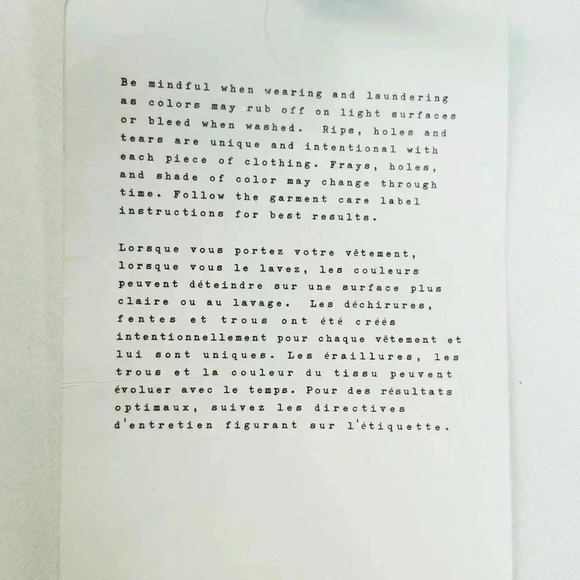 Be mindful when wearing and laundering
as colors may rub off on light surfaces
or bleed when washed.  Rips, holes and
tears are unique and intentional with
each piece of clothing. Frays, holes,
and shade of color may change through
time. Follow the garment care label
instructions for best results.

Lorsque vous portez votre vêtement,
lorsque vous le lavez, les couleurs
peuvent déteindre sur une surface plus
claire ou au lavage.  Les déchirures,
fentes et trous ont été créés
intentionnellement pour chaque vêtement et
lui sont uniques. Les éraillures, les
trous et la couleur du tissu peuvent
évoluer avec le temps. Pour des résultats
optimaux, suivez les directives
d'entretien figurant sur l'étiquette.